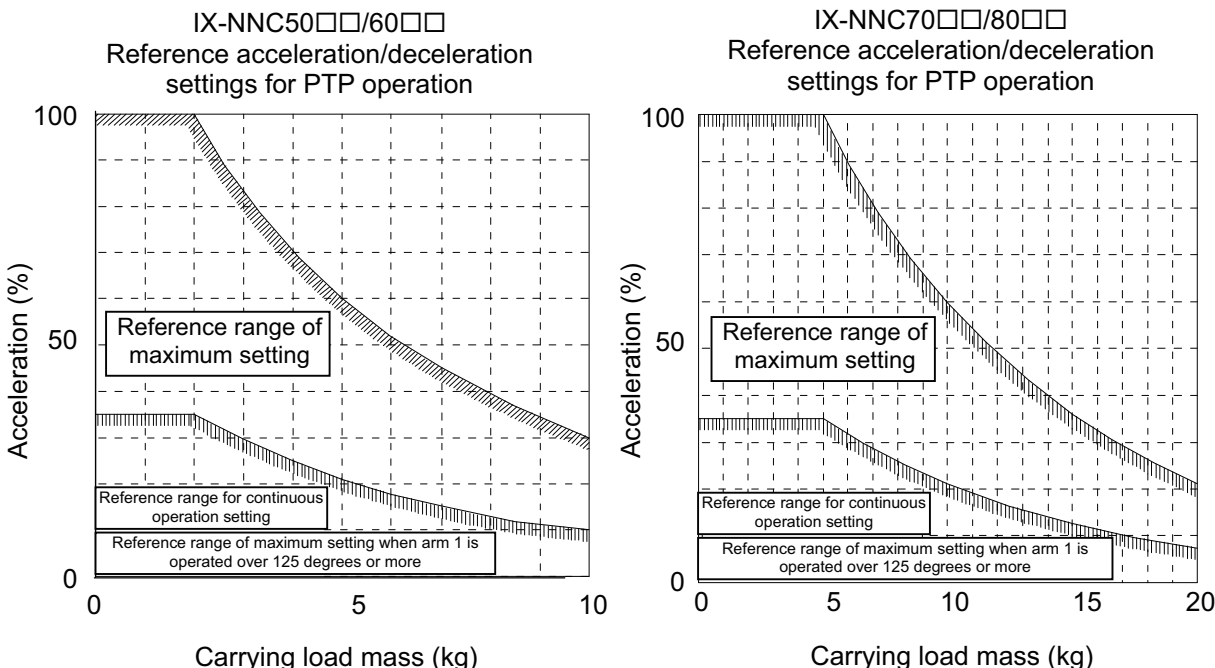 IX-NNC50□□/60□□
Reference acceleration/deceleration
settings for PTP operation
100
50
0
Acceleration (%)
Reference range of
maximum setting
Reference range for continuous
operation setting
Reference range of maximum setting when arm 1 is
operated over 125 degrees or more
0 5 10
Carrying load mass (kg)
IX-NNC70□□/80□□
Reference acceleration/deceleration
settings for PTP operation
100
50
0
Acceleration (%)
Reference range of
maximum setting
Reference range for continuous
operation setting
Reference range of maximum setting when arm 1 is
operated over 125 degrees or more
0 5 10 15 20
Carrying load mass (kg)